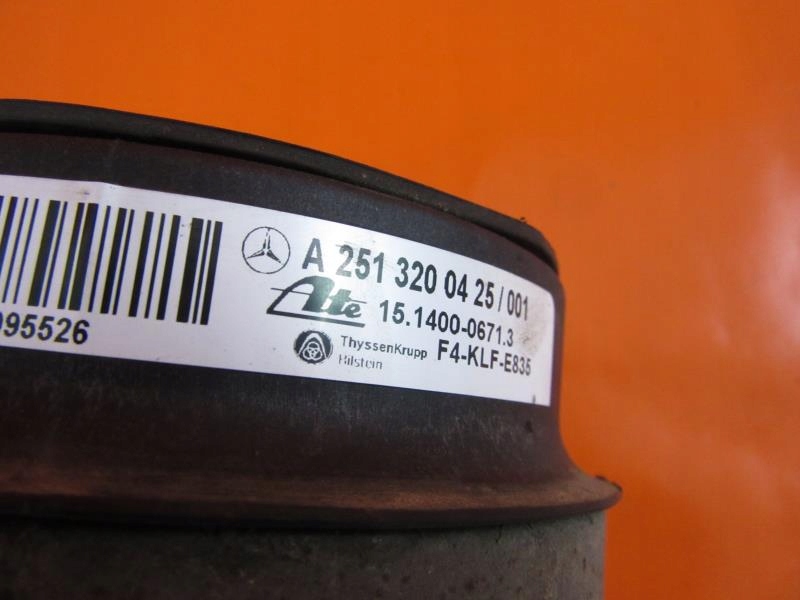 A 251 320 04 25/001
Ate 15.1400-0671.3
ThyssenKrupp F4-KLF-E835
Bilstein
095526